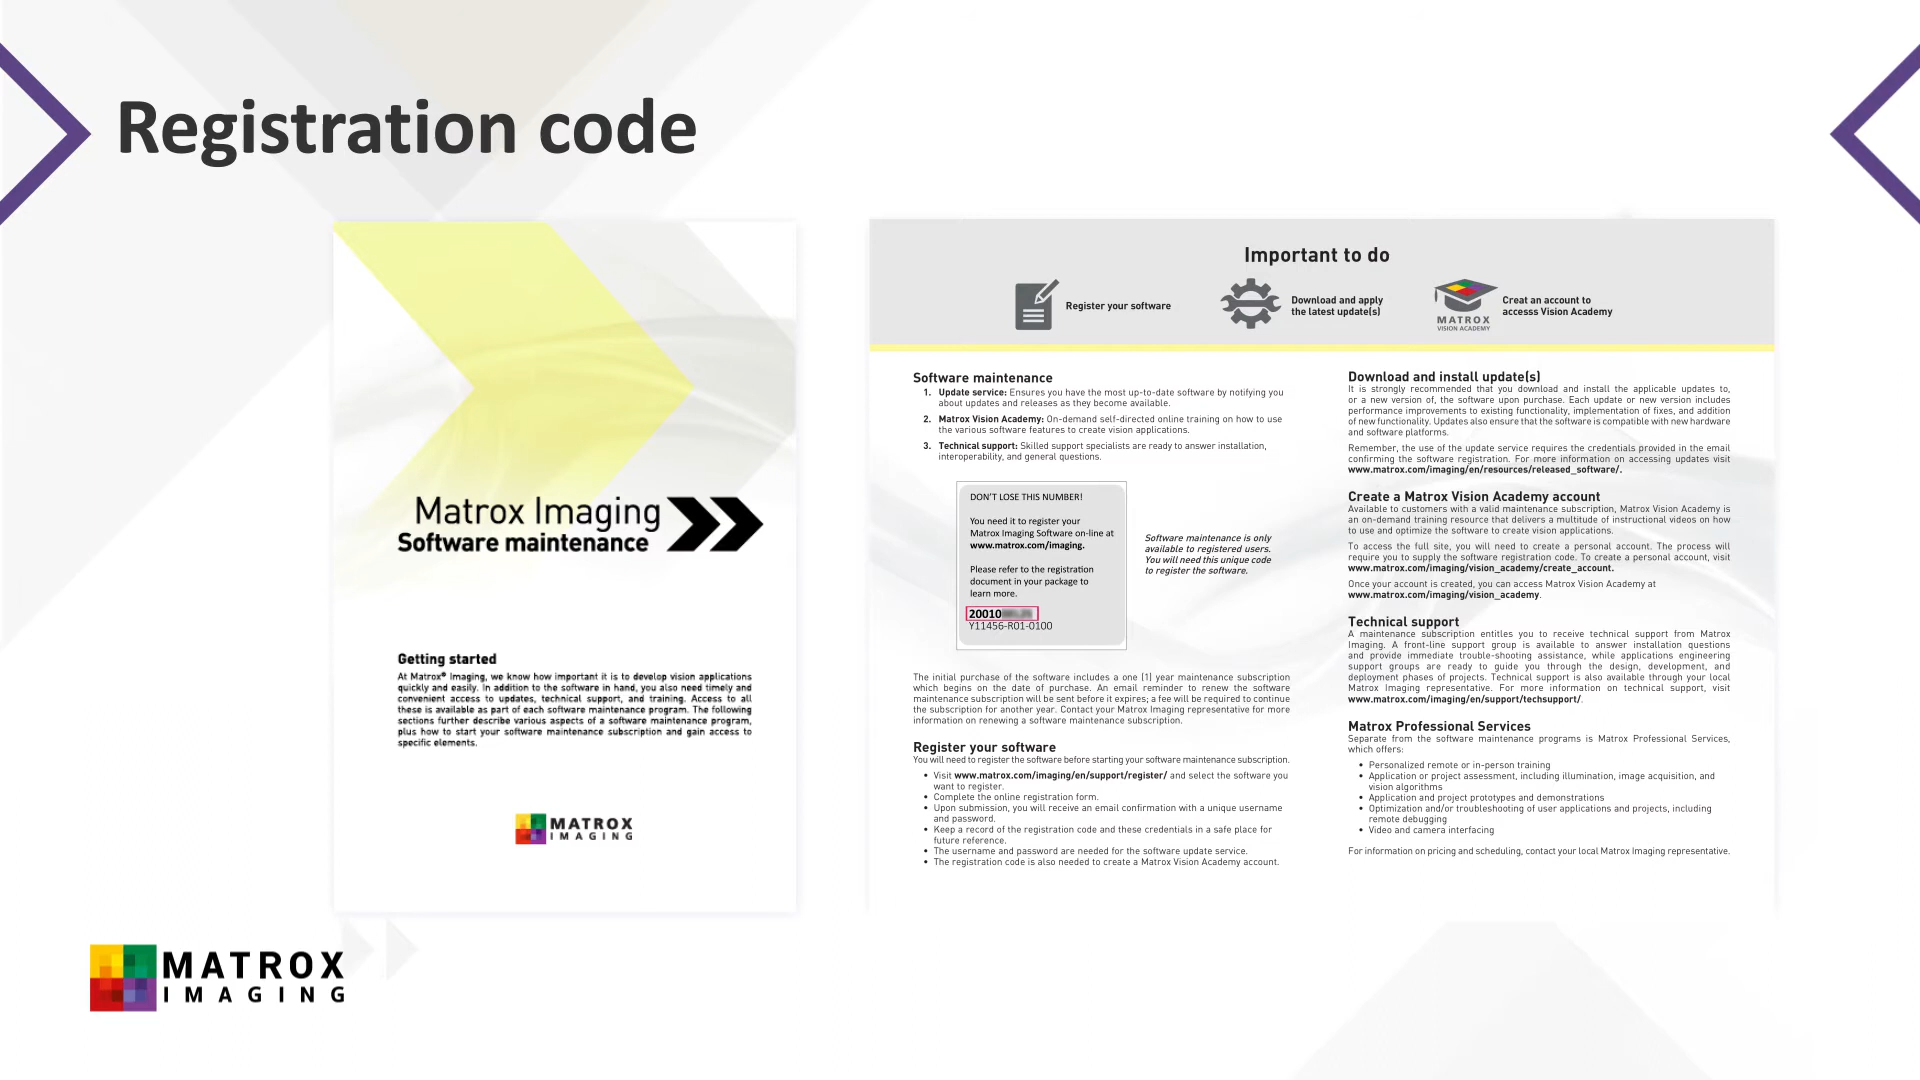 Registration code
Matrox Imaging
Software maintenance
Getting started
At Matrox® Imaging, we know how important it is to develop vision applications
quickly and easily. In addition to the software in hand, you also need timely and
convenient access to updates, technical support, and training. Access to all
these is available as part of each software maintenance program. The following
sections further describe various aspects of a software maintenance program,
plus how to start your software maintenance subscription and gain access to
specific elements.
MATROX
IMAGING
Important to do
Register your software
Download and apply
the latest update(s)
MATROX
VISION ACADEMY
Creat an account to
accesss Vision Academy
Software maintenance
1. Update service: Ensures you have the most up-to-date software by notifying you
about updates and releases as they become available.
2. Matrox Vision Academy: On-demand self-directed online training on how to use
the various software features to create vision applications.
3. Technical support: Skilled support specialists are ready to answer installation,
interoperability, and general questions.
DON'T LOSE THIS NUMBER!
You need it to register your
Matrox Imaging Software on-line at
www.matrox.com/imaging.
Please refer to the registration
document in your package to
learn more.
20010
Y11456-R01-0100
Software maintenance is only
available to registered users.
You will need this unique code
to register the software.
The initial purchase of the software includes a one (1) year maintenance subscription
which begins on the date of purchase. An email reminder to renew the software
maintenance subscription will be sent before it expires; a fee will be required to continue
the subscription for another year. Contact your Matrox Imaging representative for more
information on renewing a software maintenance subscription.
Register your software
You will need to register the software before starting your software maintenance subscription.
• Visit www.matrox.com/imaging/en/support/register/ and select the software you
want to register.
• Complete the online registration form.
• Upon submission, you will receive an email confirmation with a unique username
and password.
• Keep a record of the registration code and these credentials in a safe place for
future reference.
• The username and password are needed for the software update service.
• The registration code is also needed to create a Matrox Vision Academy account.
Download and install update(s)
It is strongly recommended that you download and install the applicable updates to,
or a new version of, the software upon purchase. Each update or new version includes
performance improvements to existing functionality, implementation of fixes, and addition
of new functionality. Updates also ensure that the software is compatible with new hardware
and software platforms.
Remember, the use of the update service requires the credentials provided in the email
confirming the software registration. For more information on accessing updates visit
www.matrox.com/imaging/en/resources/released_software/.
Create a Matrox Vision Academy account
Available to customers with a valid maintenance subscription, Matrox Vision Academy is
an on-demand training resource that delivers a multitude of instructional videos on how
to use and optimize the software to create vision applications.
To access the full site, you will need to create a personal account. The process will
require you to supply the software registration code. To create a personal account, visit
www.matrox.com/imaging/vision_academy/create_account.
Once your account is created, you can access Matrox Vision Academy at
www.matrox.com/imaging/vision_academy.
Technical support
A maintenance subscription entitles you to receive technical support from Matrox
Imaging. A front-line support group is available to answer installation questions
and provide immediate trouble-shooting assistance, while applications engineering
support groups are ready to guide you through the design, development, and
deployment phases of projects. Technical support is also available through your local
Matrox Imaging representative. For more information on technical support, visit
www.matrox.com/imaging/en/support/techsupport/.
Matrox Professional Services
Separate from the software maintenance programs is Matrox Professional Services,
which offers:
• Personalized remote or in-person training
• Application or project assessment, including illumination, image acquisition, and
vision algorithms
• Application and project prototypes and demonstrations
• Optimization and/or troubleshooting of user applications and projects, including
remote debugging
• Video and camera interfacing
For information on pricing and scheduling, contact your local Matrox Imaging representative.
MATROX
IMAGING